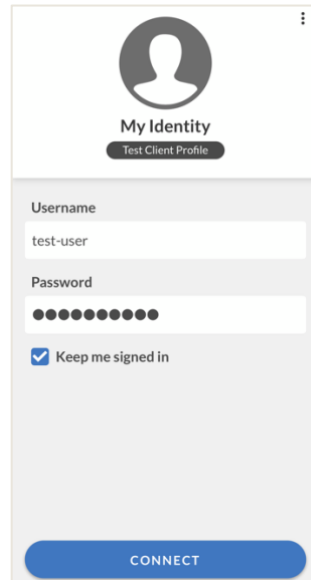 My Identity
Test Client Profile
Username
test-user
Password
●●●●●●●●●●
Keep me signed in
CONNECT